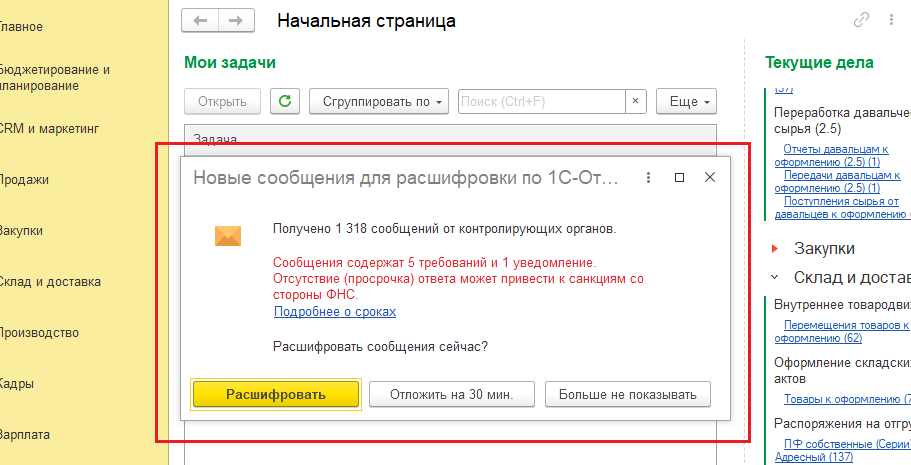 Главное
Бюджетирование и
планирование
CRM и маркетинг
Продажи
Закупки
Склад и доставка
Производство
Кадры
Зарплата
Начальная страница
Мои задачи
Открыть
Сгруппировать по
Поиск (Ctrl+F)
×
Еще
Задача
Новые сообщения для расшифровки по 1С-От...
Получено 1 318 сообщений от контролирующих органов.
Сообщения содержат 5 требований и 1 уведомление.
Отсутствие (просрочка) ответа может привести к санкциям со
стороны ФНС.
Подробнее о сроках
Расшифровать сообщения сейчас?
Расшифровать
Отложить на 30 мин.
Больше не показывать
Текущие дела
(37)
Переработка давальче
сырья (2.5)
Отчеты давальцам к
оформлению (2.5) (1)
Передачи давальцам к
оформлению (2.5) (1)
Поступления сырья от
давальцев к оформлению
Закупки
Склад и достав
Внутреннее товародви
Перемещения товаров к
оформлению (62)
Оформление складски
актов
Товары к оформлению (7
Распоряжения на отгру
ПФ собственные (Серии)
Адресный (137)